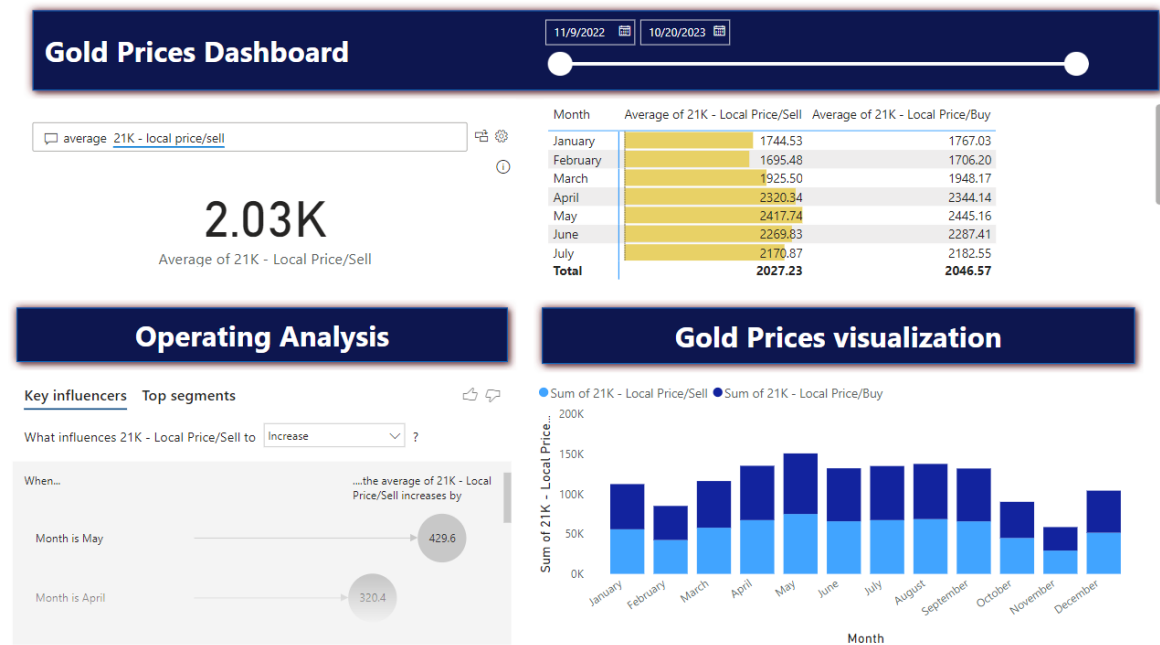 Gold Prices Dashboard
11/9/2022
10/20/2023
average 21K - local price/sell
2.03K
Average of 21K - Local Price/Sell
Month Average of 21K - Local Price/Sell Average of 21K - Local Price/Buy
January 1744.53 1767.03
February 1695.48 1706.20
March 1925.50 1948.17
April 2320.34 2344.14
May 2417.74 2445.16
June 2269.83 2287.41
July 2170.87 2182.55
Total 2027.23 2046.57
Operating Analysis
Key influencers Top segments
What influences 21K - Local Price/Sell to Increase ?
When...
....the average of 21K - Local
Price/Sell increases by
Month is May 429.6
Month is April 320.4
Gold Prices visualization
Sum of 21K - Local Price/Sell Sum of 21K - Local Price/Buy
Sum of 21K - Local Price...
200K
150K
100K
50K
0K
January
February
March
April
May
June
July
August
September
October
November
December
Month